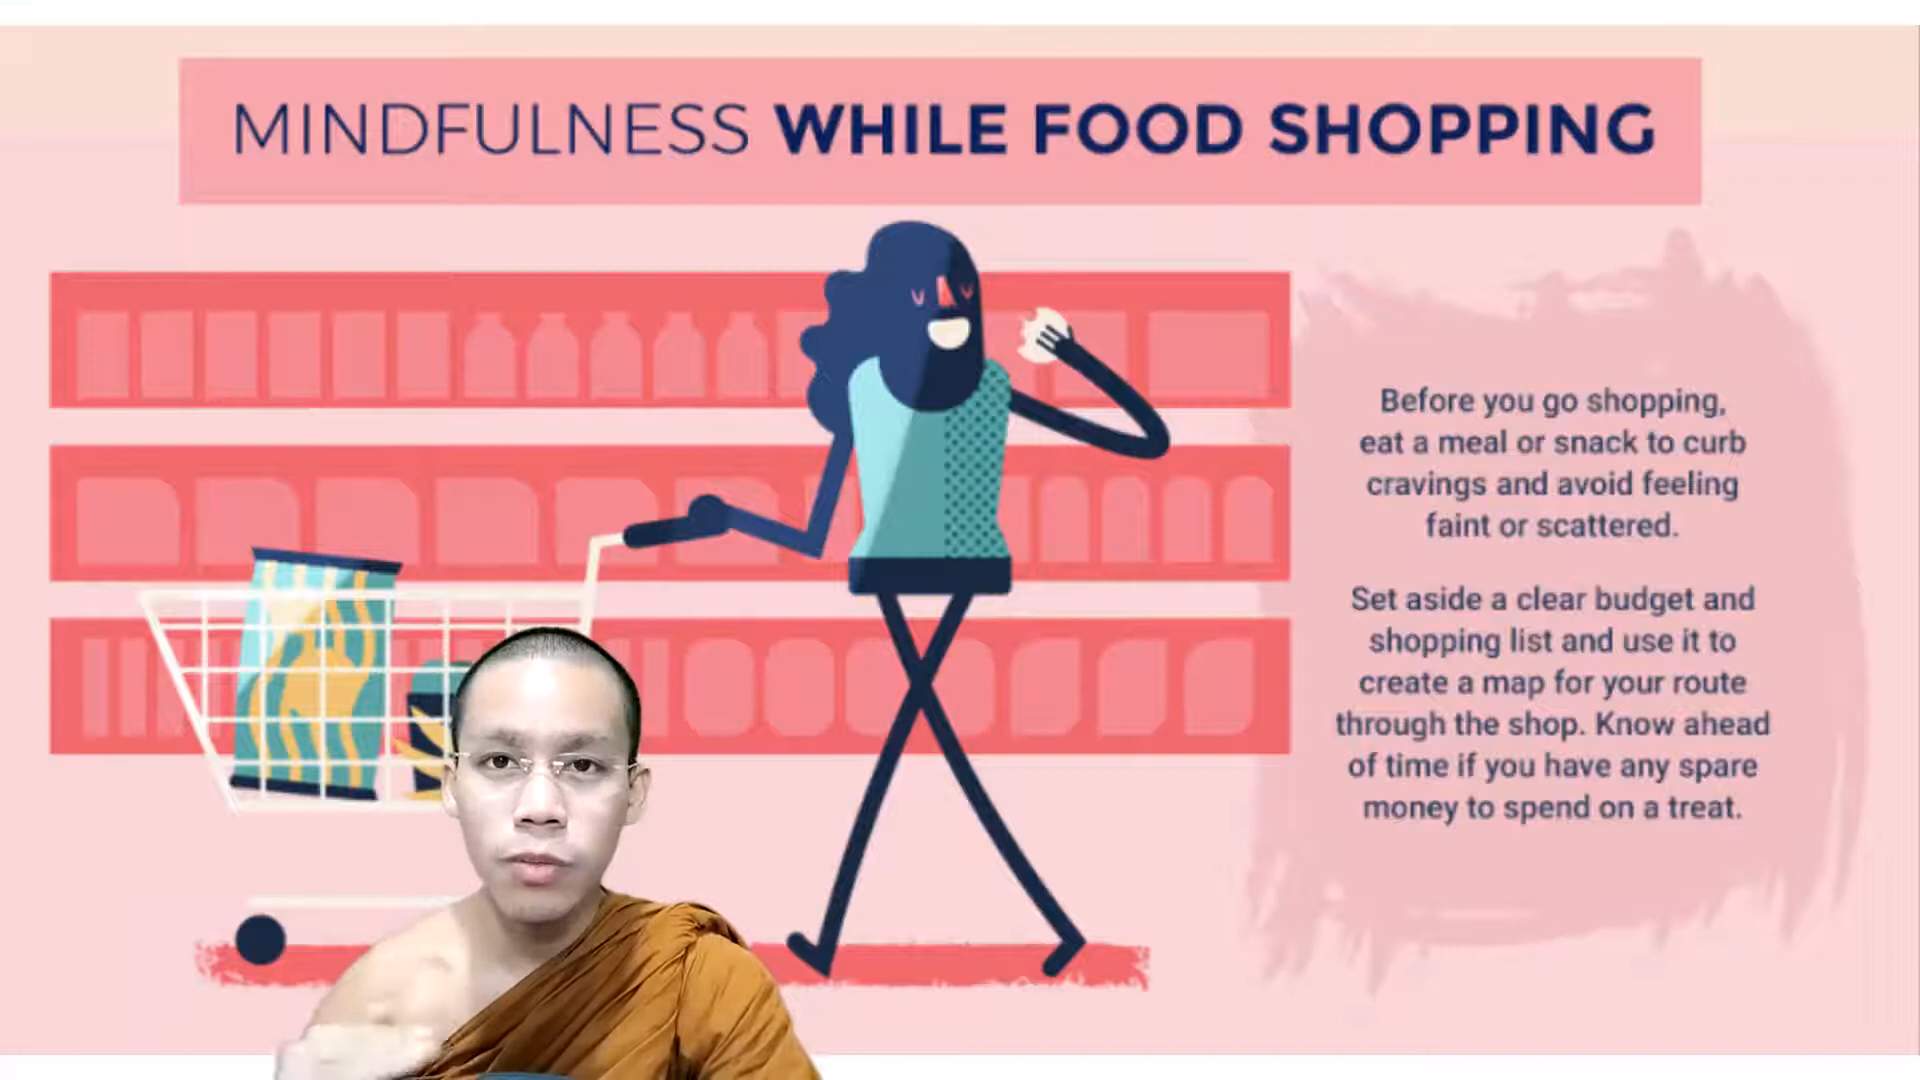 MINDFULNESS WHILE FOOD SHOPPING
Before you go shopping,
eat a meal or snack to curb
cravings and avoid feeling
faint or scattered.
Set aside a clear budget and
shopping list and use it to
create a map for your route
through the shop. Know ahead
of time if you have any spare
money to spend on a treat.